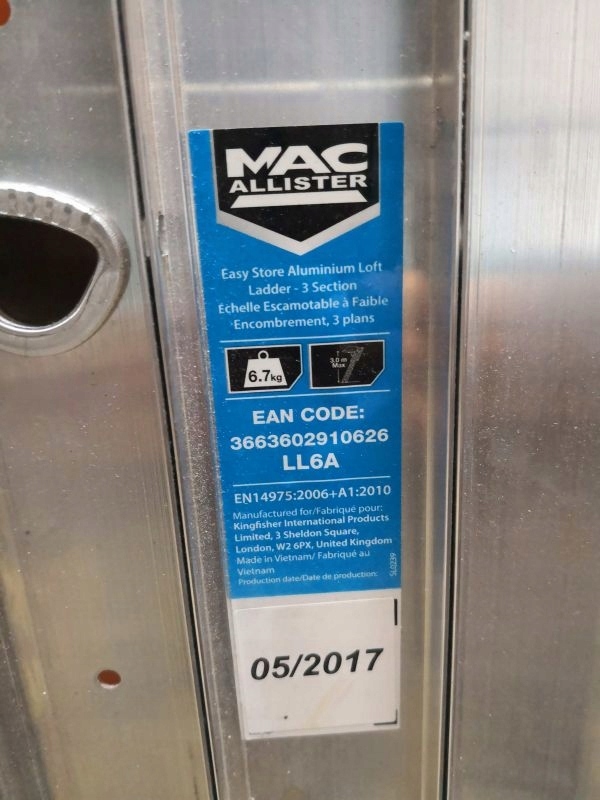 MAC
ALLISTER
Easy Store Aluminium Loft
Ladder - 3 Section
Echelle Escamotable à Faible
Encombrement, 3 plans
6.7kg
3.0 m
Max
EAN CODE:
3663602910626
LL6A
EN14975:2006+A1:2010
Manufactured for/Fabriqué pour:
Kingfisher International Products
Limited, 3 Sheldon Square,
London, W2 6PX, United Kingdom
Made in Vietnam/ Fabriqué au
Vietnam
Production date/Date de production:
SL0239
05/2017